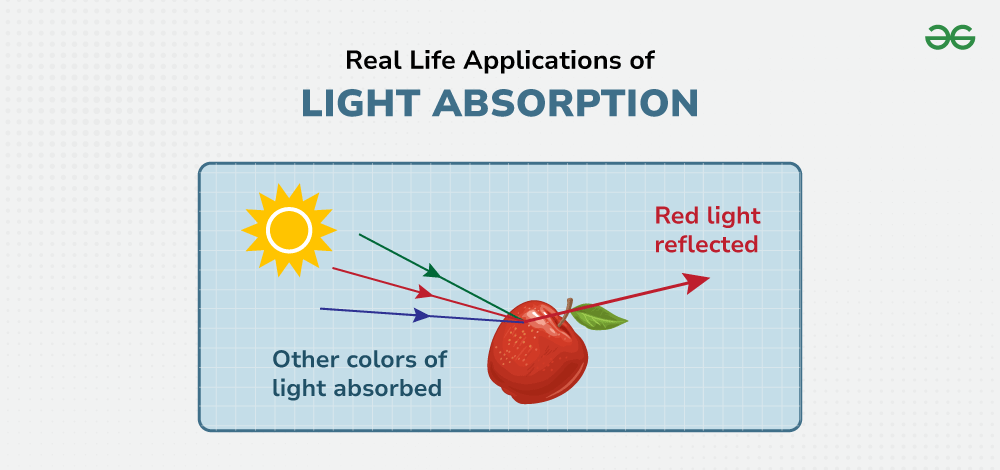 Real Life Applications of
LIGHT ABSORPTION
Red light
reflected
Other colors of
light absorbed